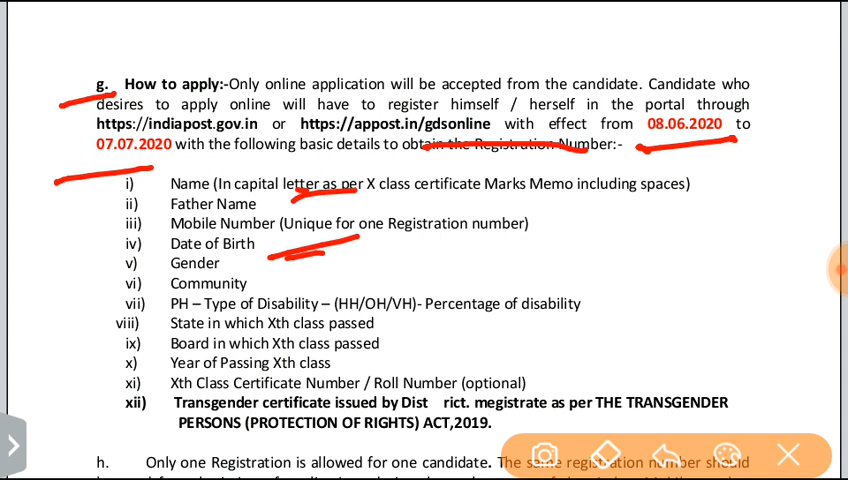 g. How to apply:-Only online application will be accepted from the candidate. Candidate who
desires to apply online will have to register himself / herself in the portal through
https://indiapost.gov.in or https://appost.in/gdsonline with effect from 08.06.2020 to
07.07.2020 with the following basic details to obtain the Registration Number:-
i) Name (In capital letter as per X class certificate Marks Memo including spaces)
ii) Father Name
iii) Mobile Number (Unique for one Registration number)
iv) Date of Birth
v) Gender
vi) Community
vii) PH – Type of Disability – (HH/OH/VH)- Percentage of disability
viii) State in which Xth class passed
ix) Board in which Xth class passed
x) Year of Passing Xth class
xi) Xth Class Certificate Number / Roll Number (optional)
xii) Transgender certificate issued by Dist rict. megistrate as per THE TRANSGENDER
PERSONS (PROTECTION OF RIGHTS) ACT,2019.
h. Only one Registration is allowed for one candidate. The same registration number should